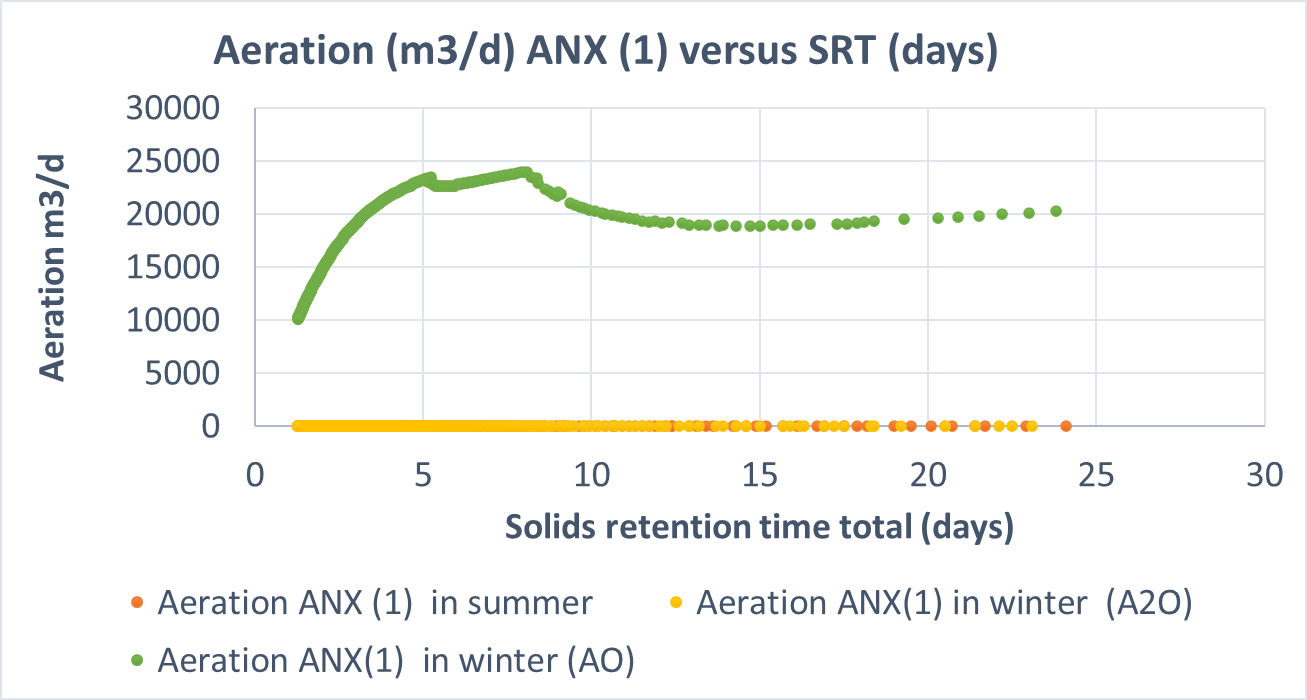 Aeration (m3/d) ANX (1) versus SRT (days)
Aeration m3/d
30000
25000
20000
15000
10000
5000
0
0 5 10 15 20 25 30
Solids retention time total (days)
Aeration ANX (1)  in summer
Aeration ANX(1) in winter  (A2O)
Aeration ANX(1)  in winter (AO)